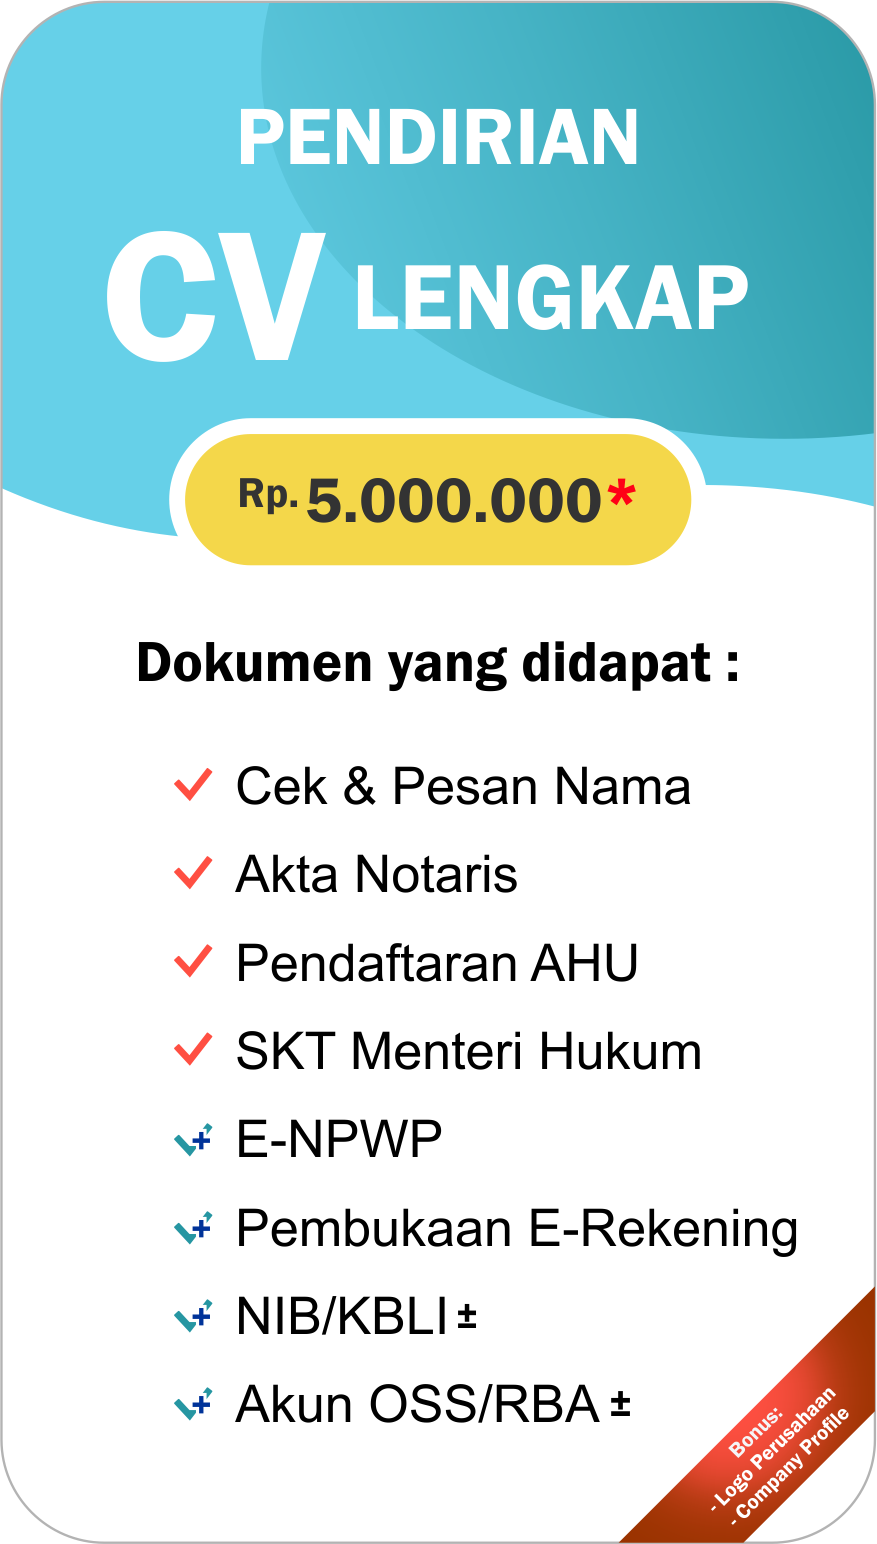 PENDIRIAN
CV LENGKAP
Rp. 5.000.000*
Dokumen yang didapat :
Cek & Pesan Nama
Akta Notaris
Pendaftaran AHU
SKT Menteri Hukum
E-NPWP
Pembukaan E-Rekening
NIB/KBLI ±
Akun OSS/RBA ±
Bonus:
- Logo Perusahaan
- Company Profile